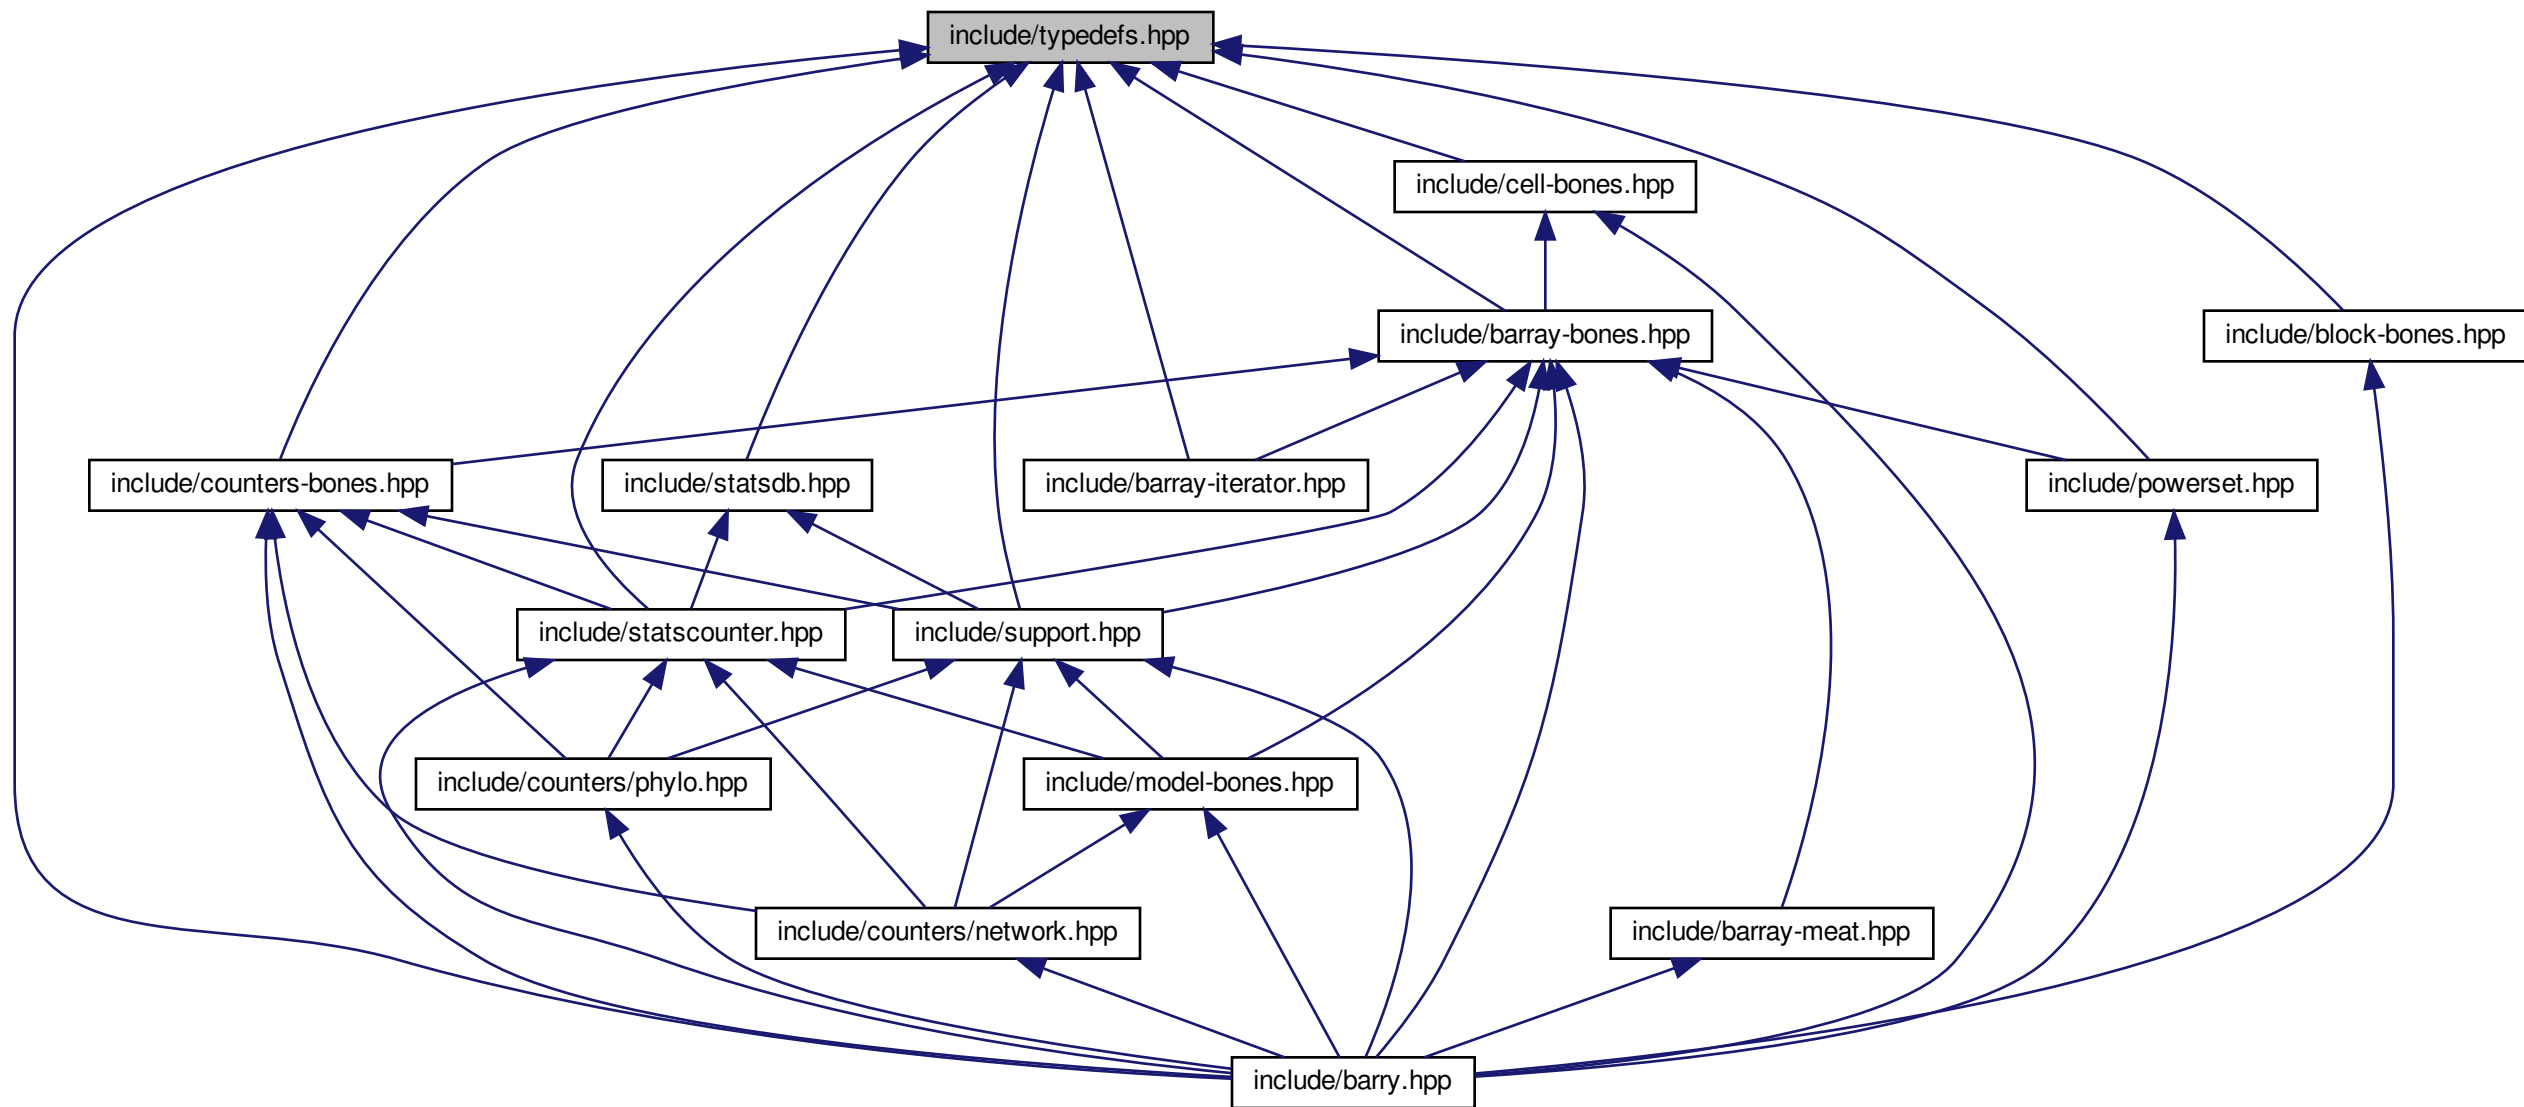 include/typedefs.hpp
include/cell-bones.hpp
include/barray-bones.hpp
include/block-bones.hpp
include/counters-bones.hpp
include/statsdb.hpp
include/barray-iterator.hpp
include/powerset.hpp
include/statscounter.hpp
include/support.hpp
include/counters/phylo.hpp
include/model-bones.hpp
include/counters/network.hpp
include/barray-meat.hpp
include/barry.hpp